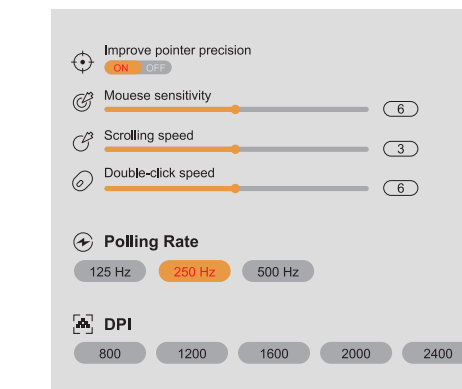 Improve pointer precision
ON OFF
Mouese sensitivity
6
Scrolling speed
3
Double-click speed
6
Polling Rate
125 Hz 250 Hz 500 Hz
DPI
800 1200 1600 2000 2400